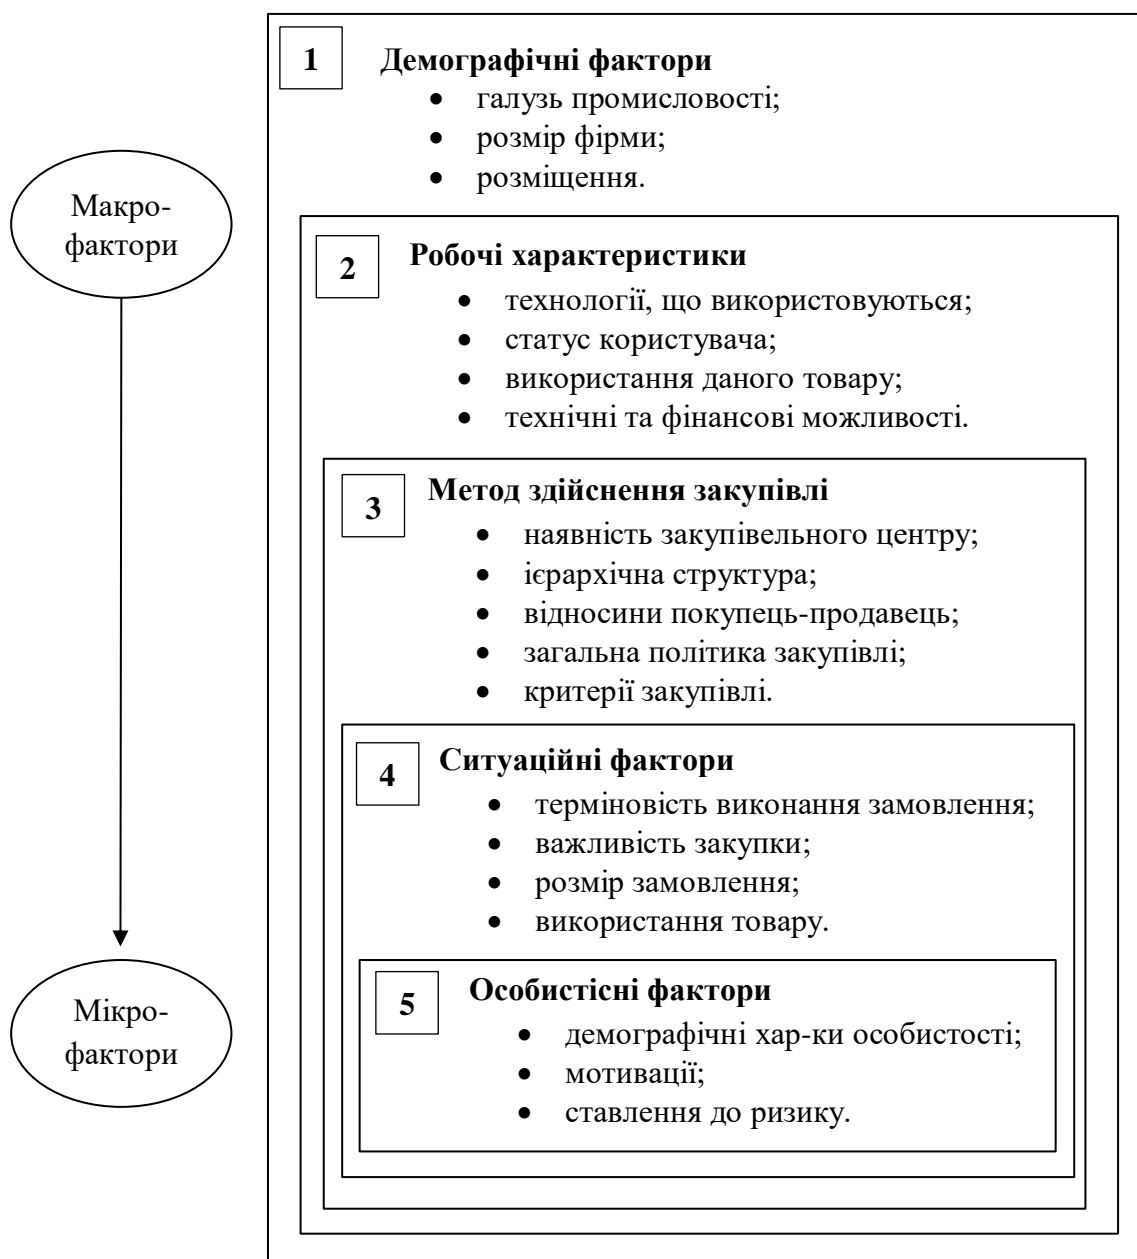 1
Демографічні фактори
• галузь промисловості;
• розмір фірми;
• розміщення.
Макро-
фактори
2
Робочі характеристики
• технології, що використовуються;
• статус користувача;
• використання даного товару;
• технічні та фінансові можливості.
3
Метод здійснення закупівлі
• наявність закупівельного центру;
• ієрархічна структура;
• відносини покупець-продавець;
• загальна політика закупівлі;
• критерії закупівлі.
4
Ситуаційні фактори
• терміновість виконання замовлення;
• важливість закупки;
• розмір замовлення;
• використання товару.
5
Особистісні фактори
• демографічні хар-ки особистості;
• мотивації;
• ставлення до ризику.
Мікро-
фактори